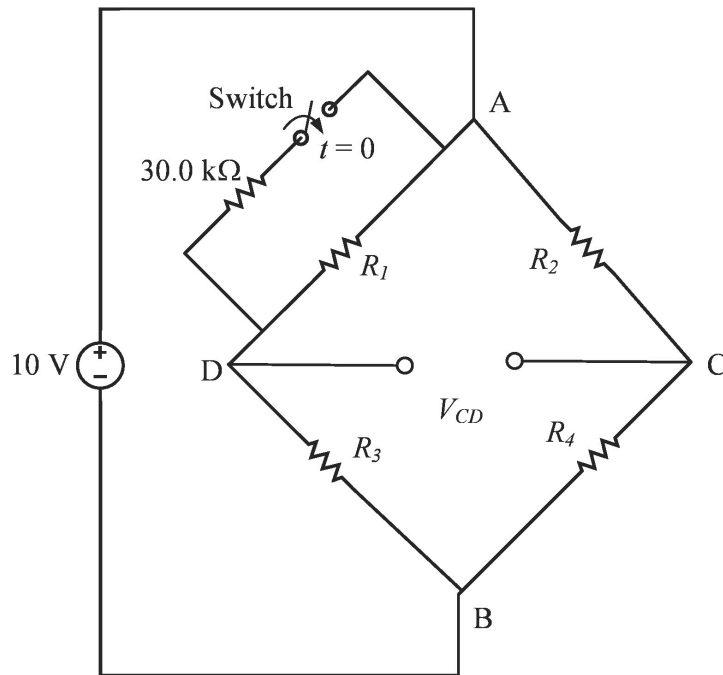 A
Switch
t = 0
30.0 kΩ
R1
R2
10 V
+
−
D
C
VCD
R3
R4
B